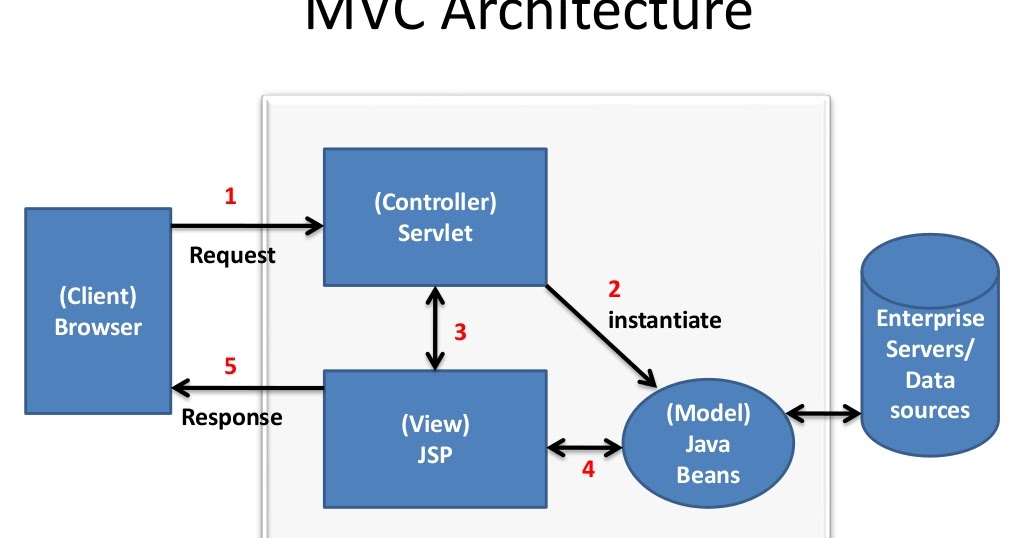 MVC Architecture
1
Request
(Controller)
Servlet
(Client)
Browser
2
instantiate
3
5
Response
(View)
JSP
4
(Model)
Java
Beans
Enterprise
Servers/
Data
sources